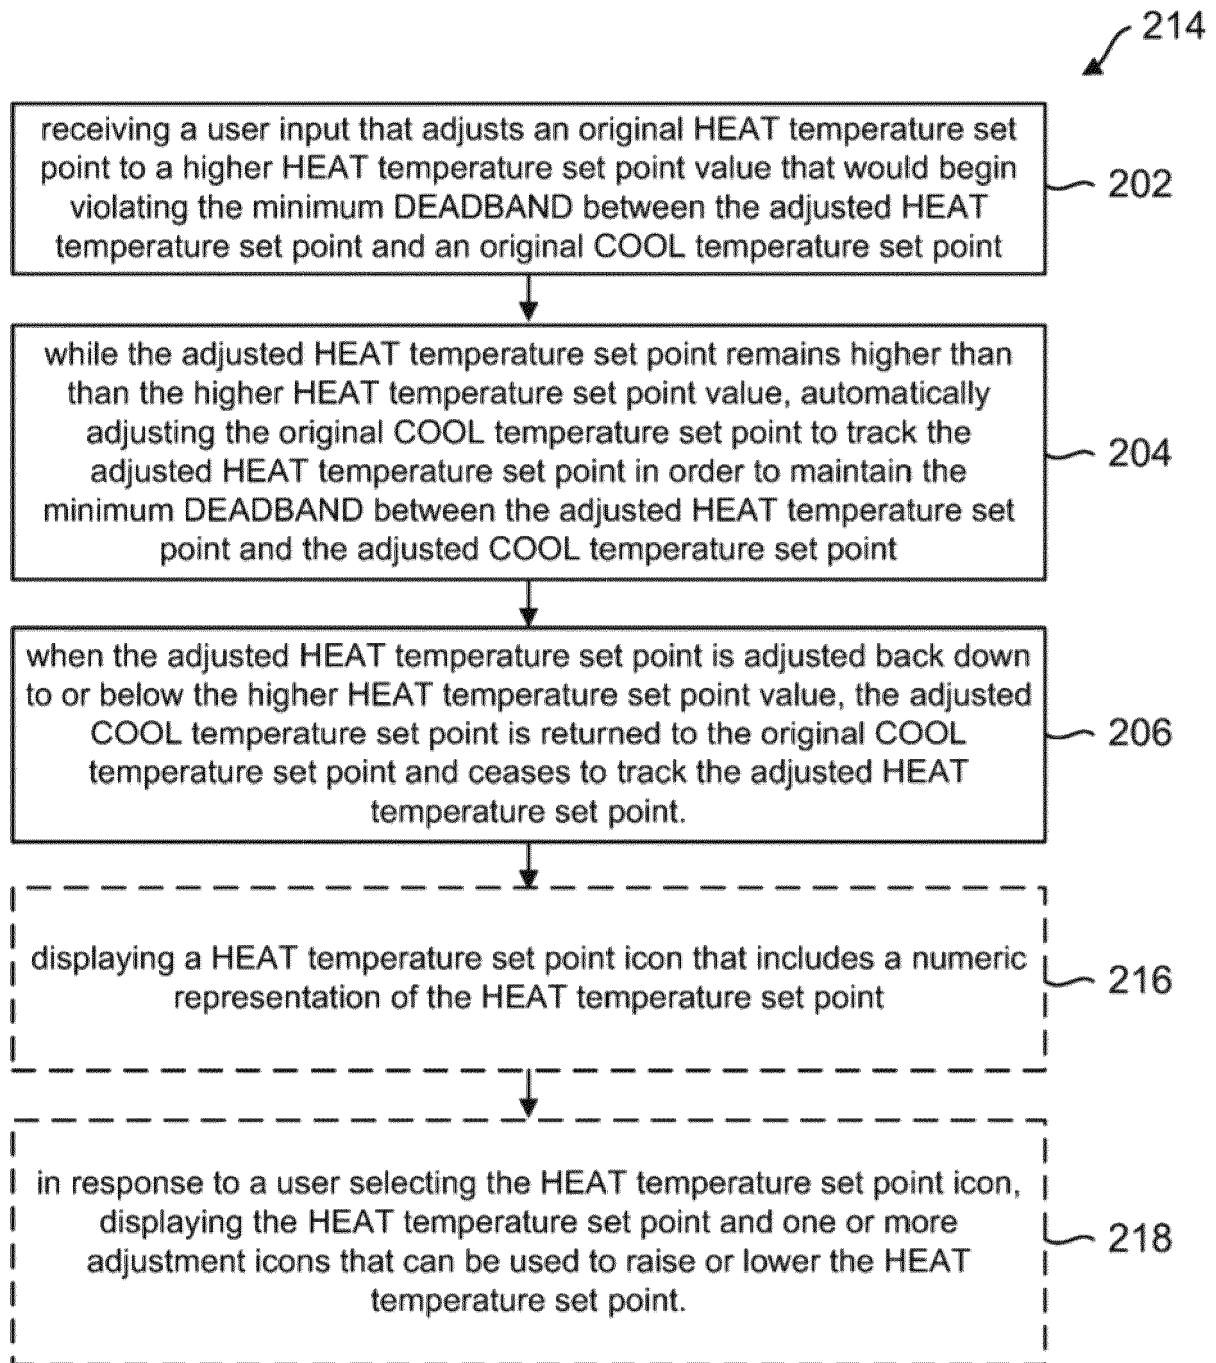 214
receiving a user input that adjusts an original HEAT temperature set
point to a higher HEAT temperature set point value that would begin
violating the minimum DEADBAND between the adjusted HEAT
temperature set point and an original COOL temperature set point
202
while the adjusted HEAT temperature set point remains higher than
than the higher HEAT temperature set point value, automatically
adjusting the original COOL temperature set point to track the
adjusted HEAT temperature set point in order to maintain the
minimum DEADBAND between the adjusted HEAT temperature set
point and the adjusted COOL temperature set point
204
when the adjusted HEAT temperature set point is adjusted back down
to or below the higher HEAT temperature set point value, the adjusted
COOL temperature set point is returned to the original COOL
temperature set point and ceases to track the adjusted HEAT
temperature set point.
206
displaying a HEAT temperature set point icon that includes a numeric
representation of the HEAT temperature set point
216
in response to a user selecting the HEAT temperature set point icon,
displaying the HEAT temperature set point and one or more
adjustment icons that can be used to raise or lower the HEAT
temperature set point.
218